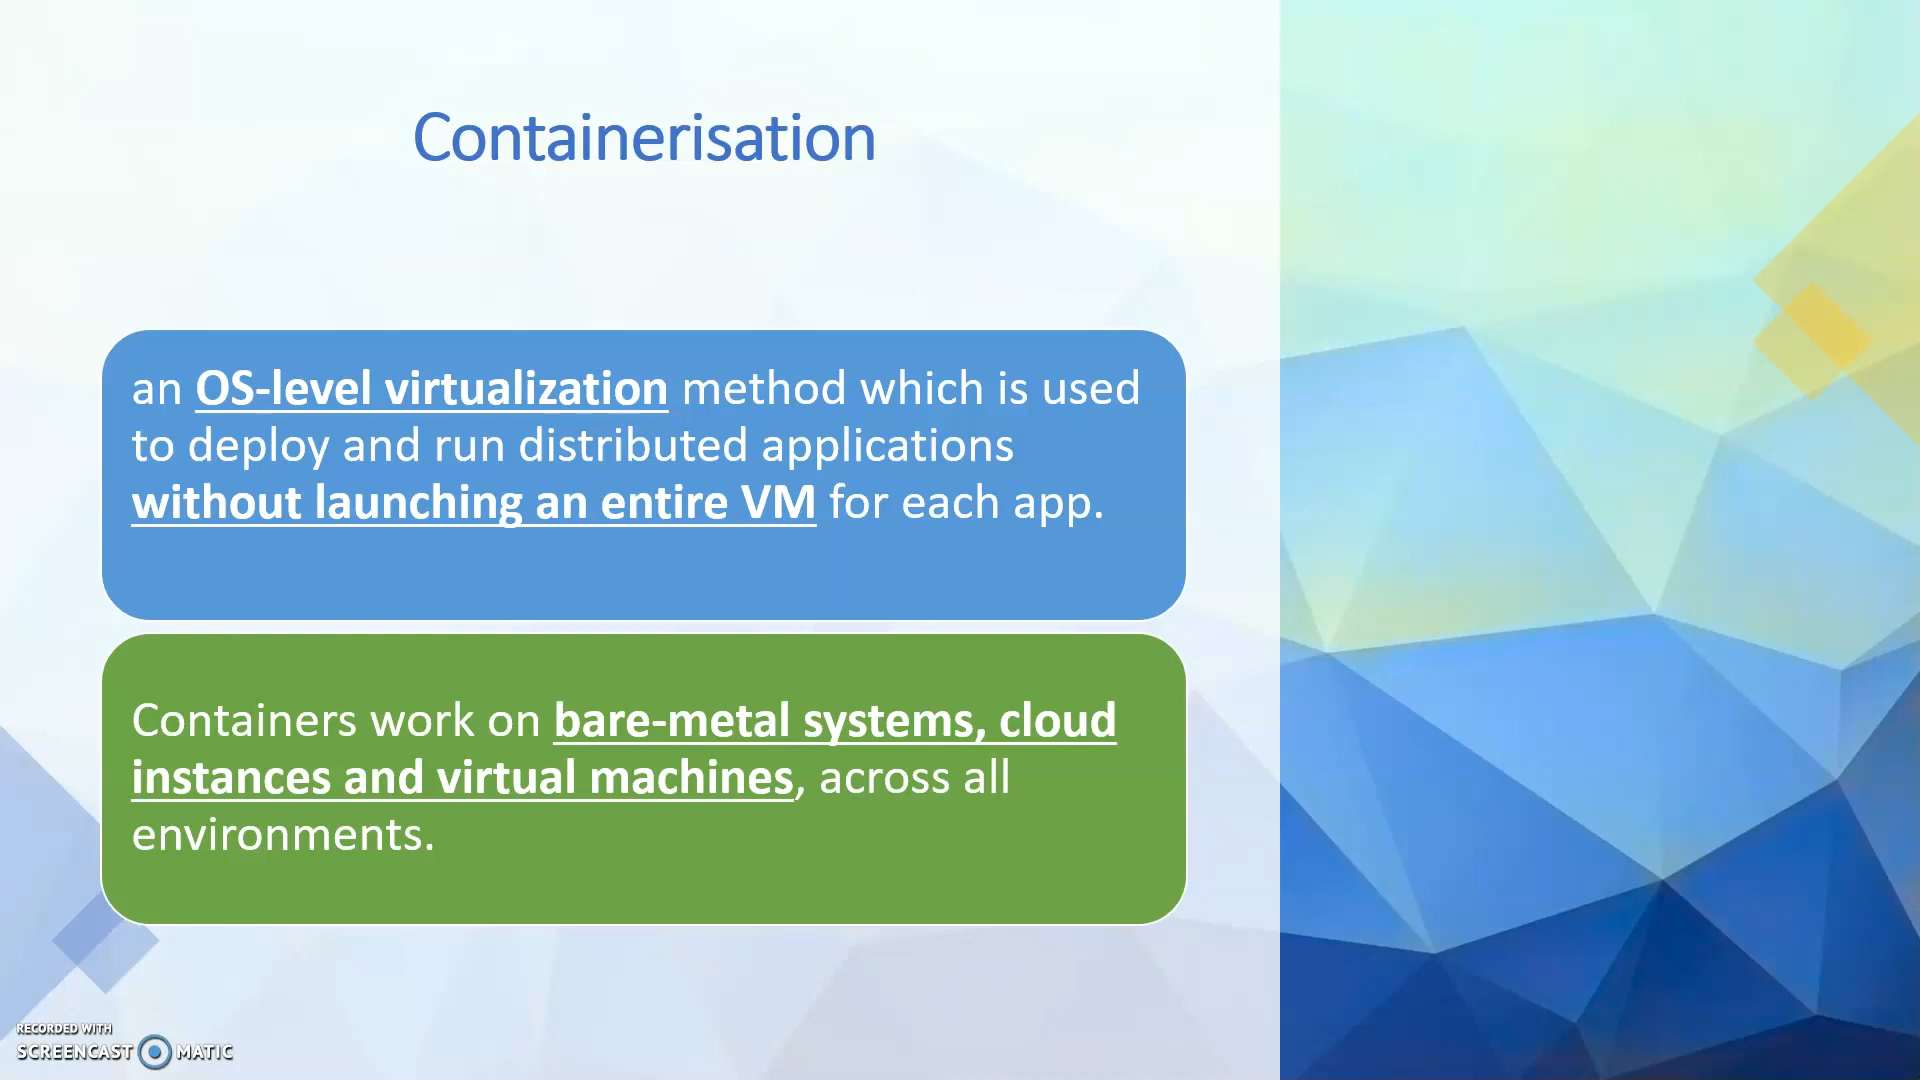 Containerisation
an OS-level virtualization method which is used
to deploy and run distributed applications
without launching an entire VM for each app.
Containers work on bare-metal systems, cloud
instances and virtual machines, across all
environments.
RECORDED WITH
SCREENCAST MATIC